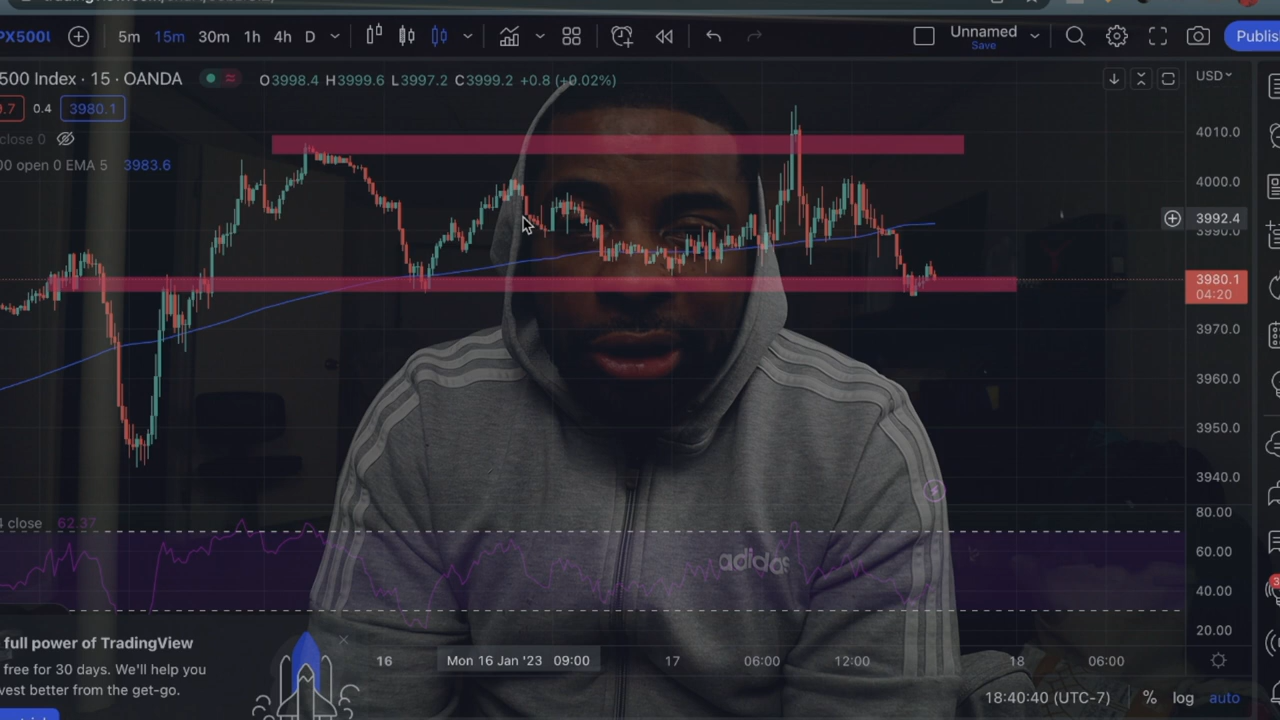 PX500U 5m 15m 30m 1h 4h D Unnamed Save Publis
500 Index · 15 · OANDA O3998.4 H3999.6 L3997.2 C3999.2 +0.8 (+0.02%) USD
9.7 0.4 3980.1
4010.0
close 0
00 open 0 EMA 5 3983.6
4000.0
3992.4
3990.0
3980.1
04:20
3970.0
3960.0
3950.0
3940.0
80.00
4 close 62.37
60.00
40.00
20.00
full power of TradingView
free for 30 days. We'll help you
vest better from the get-go.
adidas
16 Mon 16 Jan '23 09:00 17 06:00 12:00 18 06:00
18:40:40 (UTC-7) % log auto